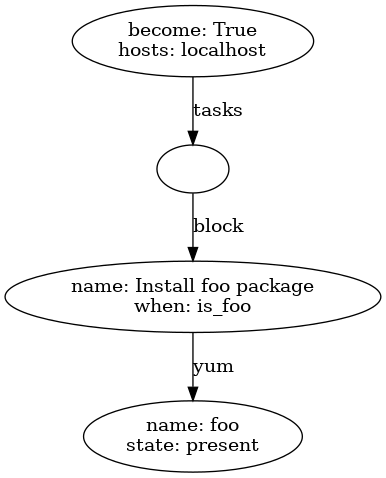 become: True
hosts: localhost
tasks
block
name: Install foo package
when: is_foo
yum
name: foo
state: present